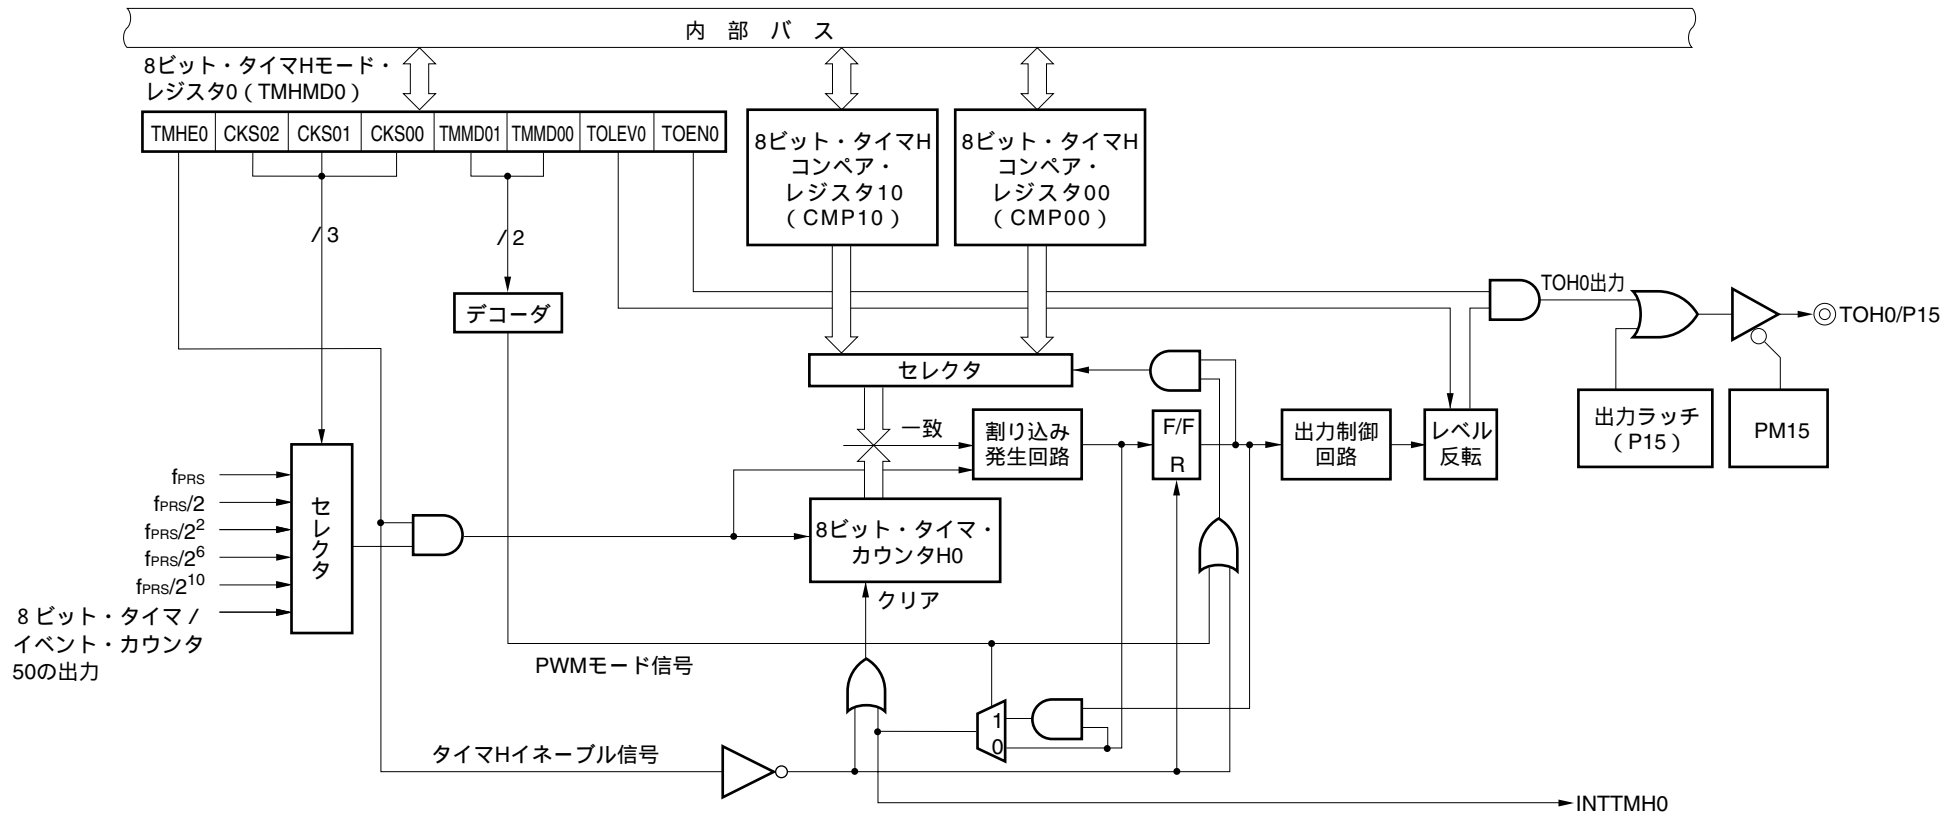 内 部 バ ス
8ビット・タイマHモード・
レジスタ0（TMHMD0）
TMHE0 CKS02 CKS01 CKS00 TMMD01 TMMD00 TOLEV0 TOEN0
8ビット・タイマH
コンペア・
レジスタ10
（CMP10）
8ビット・タイマH
コンペア・
レジスタ00
（CMP00）
/ 3
/ 2
デコーダ
TOH0出力
TOH0/P15
セレクタ
一致
割り込み
発生回路
F/F
R
出力制御
回路
レベル
反転
出力ラッチ
（P15）
PM15
fPRS
fPRS/2
fPRS/2²
fPRS/2⁶
fPRS/2¹⁰
8 ビット・タイマ /
イベント・カウンタ
50の出力
セレクタ
8ビット・タイマ・
カウンタH0
クリア
PWMモード信号
1
0
タイマHイネーブル信号
INTTMH0